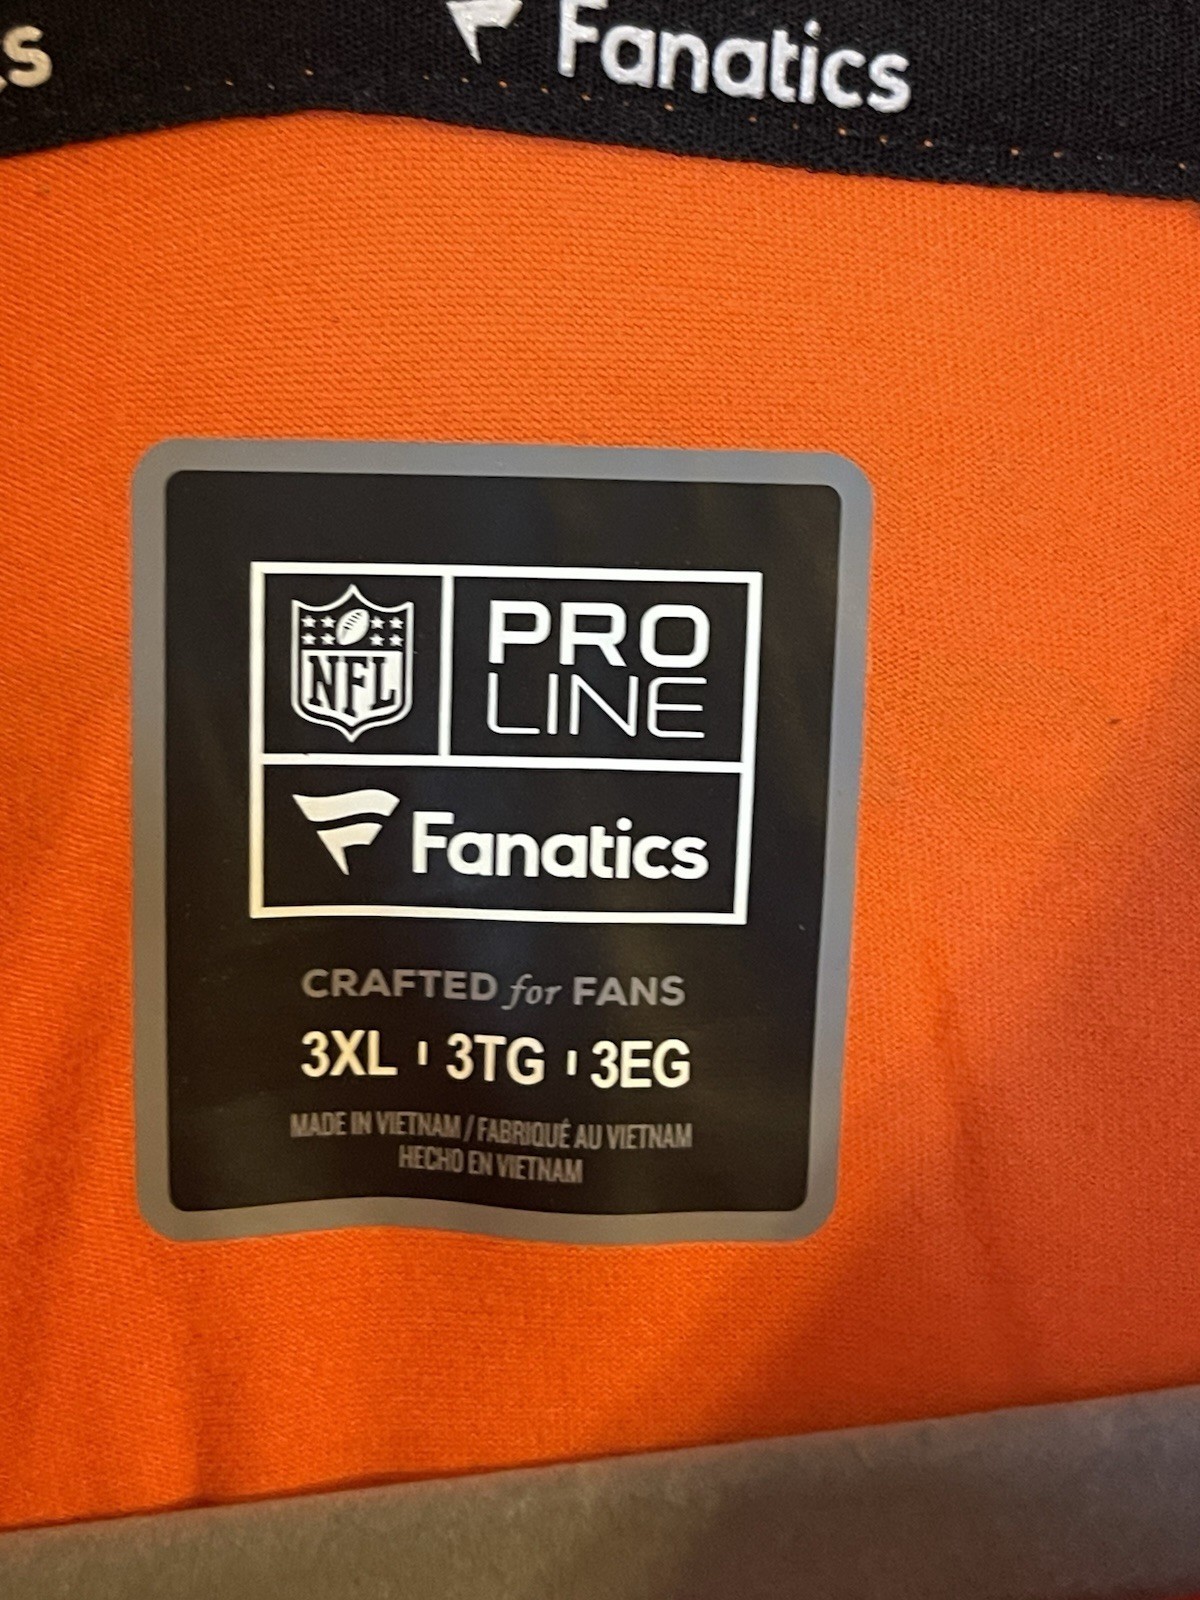 Fanatics
NFL
PRO
LINE
Fanatics
CRAFTED for FANS
3XL ı 3TG ı 3EG
MADE IN VIETNAM / FABRIQUÉ AU VIETNAM
HECHO EN VIETNAM